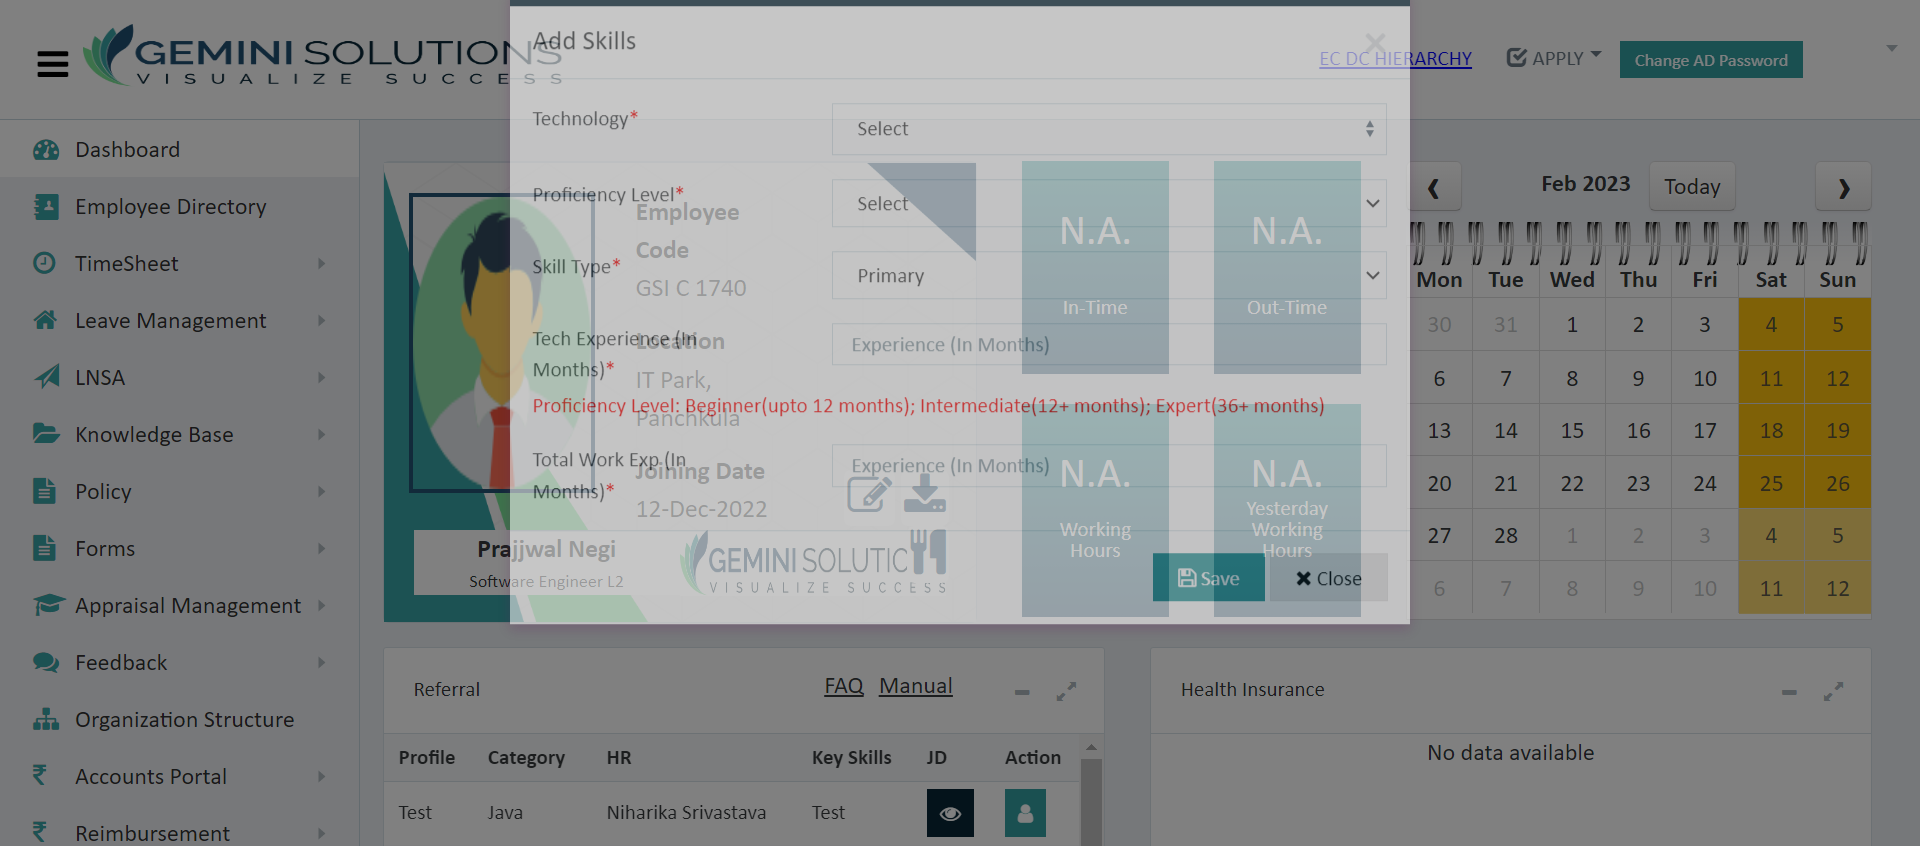 GEMINI SOLUTIONS
VISUALIZE SUCCESS
EC DC HIERARCHY
APPLY
Change AD Password
Dashboard
Employee Directory
TimeSheet
Leave Management
LNSA
Knowledge Base
Policy
Forms
Appraisal Management
Feedback
Organization Structure
Accounts Portal
Reimbursement
Add Skills
Technology*
Select
Proficiency Level*
Select
Skill Type*
Primary
Tech Experience (In
Months)*
Experience (In Months)
Proficiency Level: Beginner(upto 12 months); Intermediate(12+ months); Expert(36+ months)
Total Work Exp (In
Months)*
Experience (In Months)
Save
Close
Employee
Code
GSI C 1740
Location
IT Park,
Panchkula
Joining Date
12-Dec-2022
Prajjwal Negi
Software Engineer L2
GEMINI SOLUTIC
VISUALIZE SUCCESS
N.A.
In-Time
N.A.
Out-Time
N.A.
Working
Hours
N.A.
Yesterday
Working
Hours
Feb 2023
Today
Mon Tue Wed Thu Fri Sat Sun
30 31 1 2 3 4 5
6 7 8 9 10 11 12
13 14 15 16 17 18 19
20 21 22 23 24 25 26
27 28 1 2 3 4 5
6 7 8 9 10 11 12
Referral
FAQ Manual
Profile Category HR Key Skills JD Action
Test Java Niharika Srivastava Test
Health Insurance
No data available